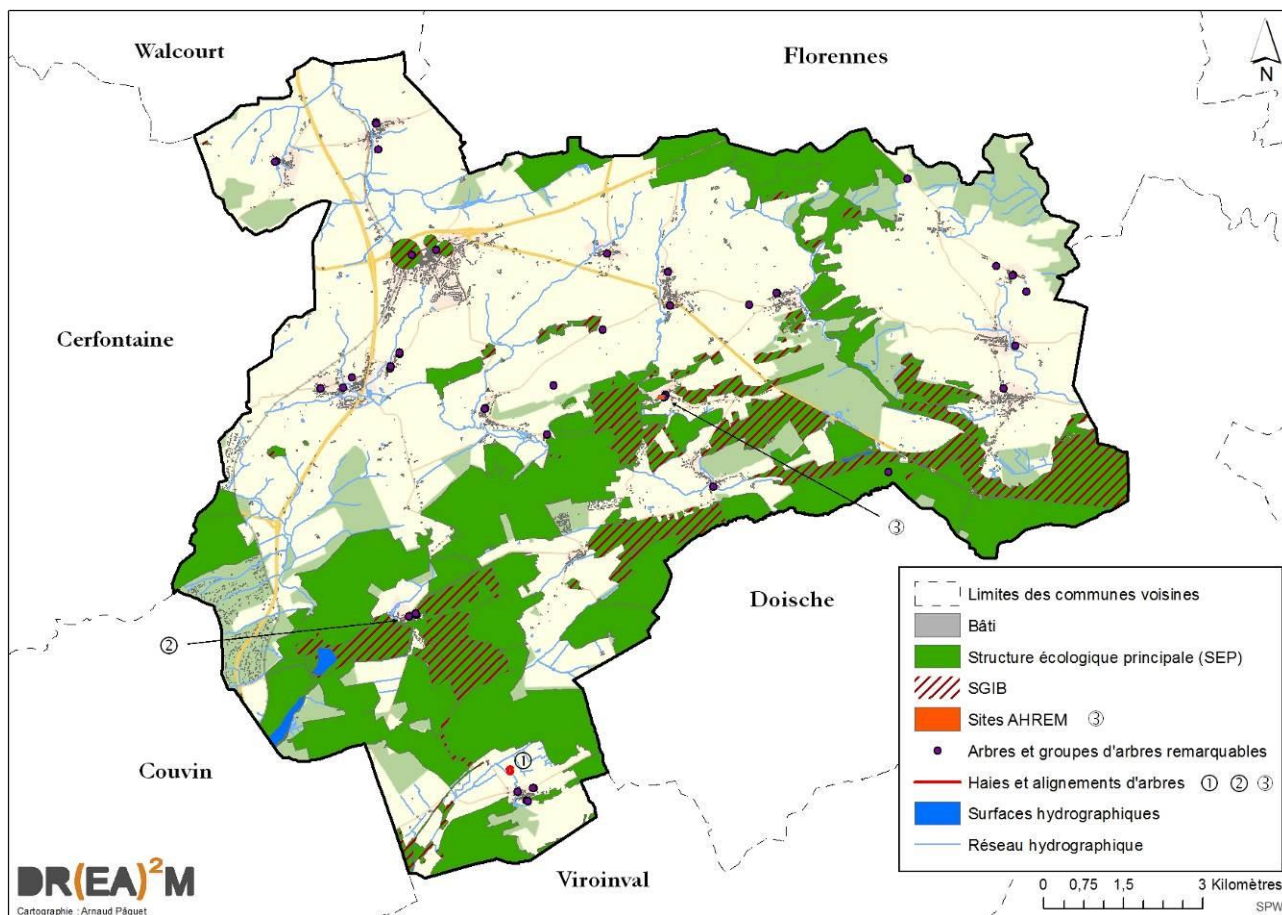 Walcourt
Florennes
N
Cerfontaine
③
Doische
②
①
Couvin
Viroinval
Limites des communes voisines
Bâti
Structure écologique principale (SEP)
SGIB
Sites AHREM ③
Arbres et groupes d'arbres remarquables
Haies et alignements d'arbres ① ② ③
Surfaces hydrographiques
Réseau hydrographique
0 0,75 1,5 3 Kilomètres
SPW
DR(EA)²M
Cartographie : Arnaud Pâquet